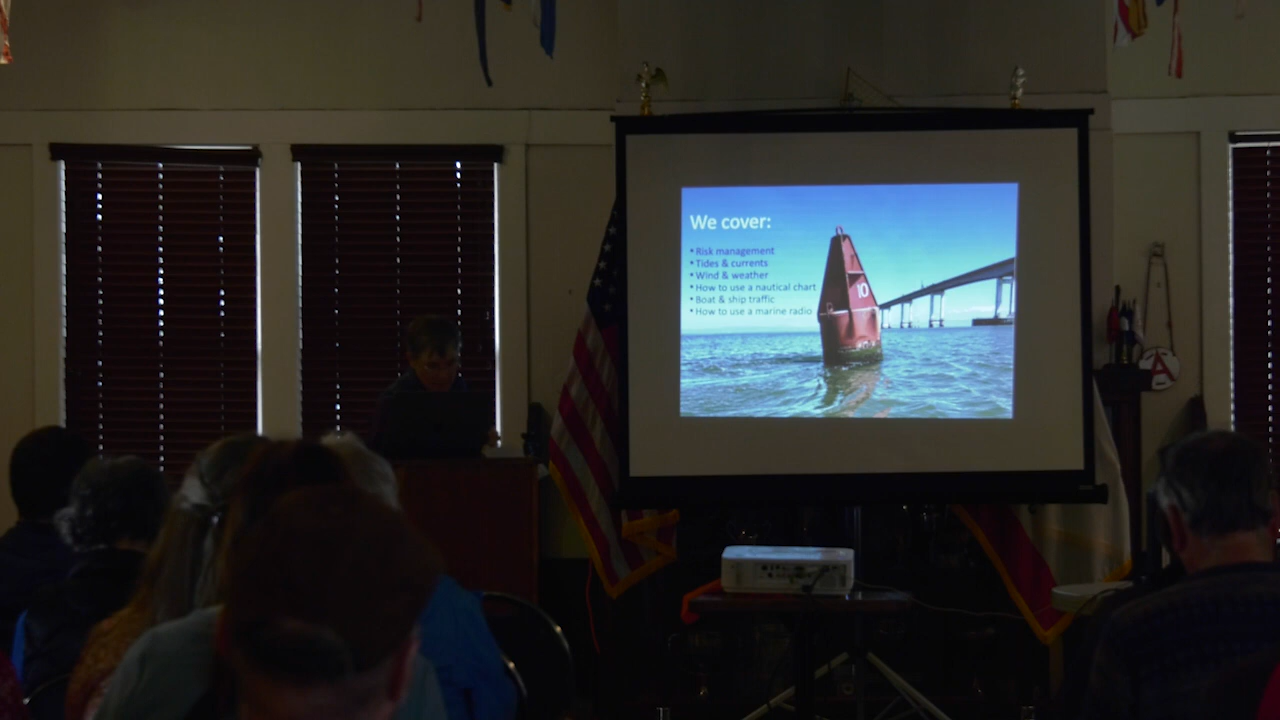 We cover:
• Risk management
• Tides & currents
• Wind & weather
• How to use a nautical chart
• Boat & ship traffic
• How to use a marine radio
10
A